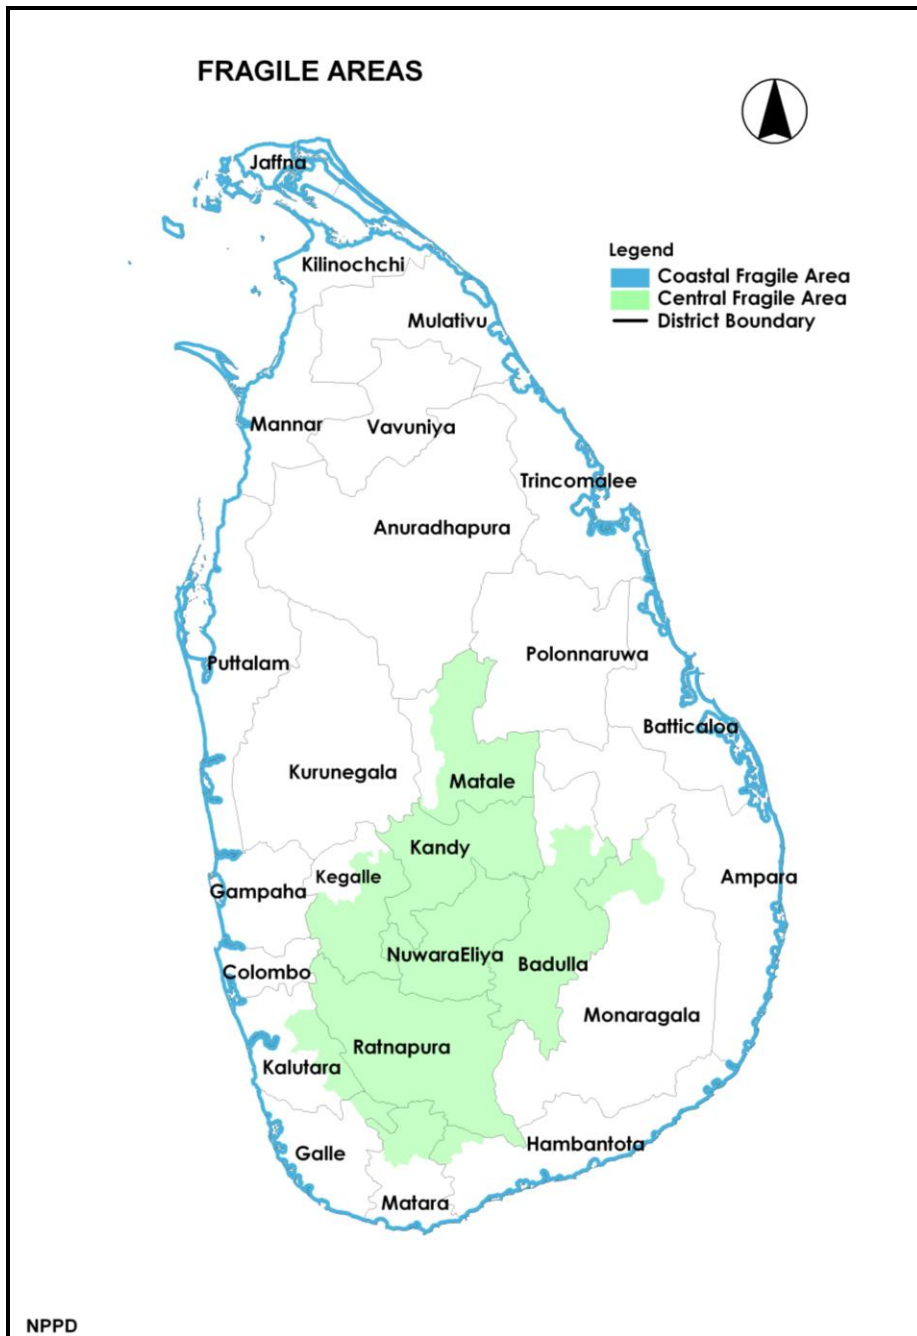 FRAGILE AREAS
Jaffna
Legend
Kilinochchi
Coastal Fragile Area
Central Fragile Area
Mulativu
District Boundary
Mannar
Vavuniya
Trincomalee
Anuradhapura
Polonnaruwa
Puttalam
Batticaloa
Kurunegala
Matale
Kandy
Kegalle
Ampara
Gampaha
NuwaraEliya
Badulla
Colombo
Monaragala
Ratnapura
Kalutara
Hambantota
Galle
Matara
NPPD